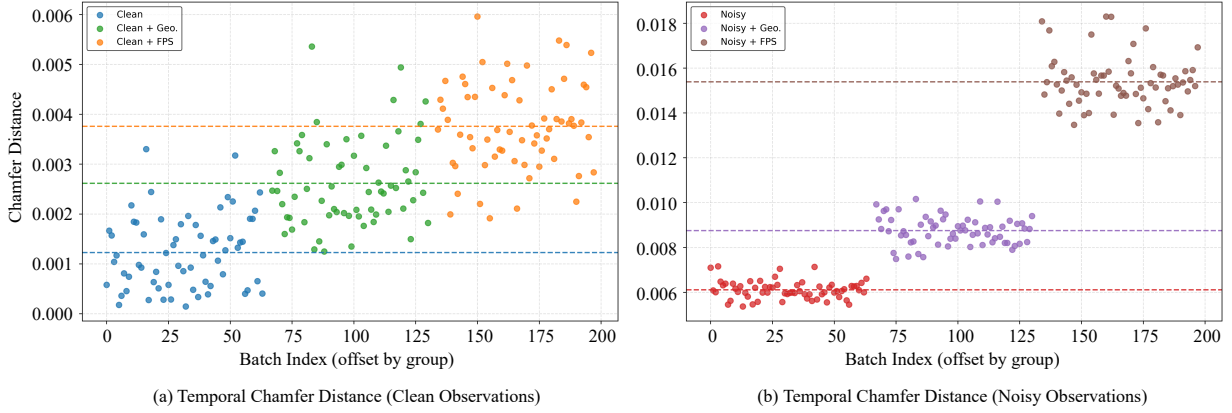 0.006
0.005
0.004
0.003
0.002
0.001
0.000
Chamfer Distance
Clean
Clean + Geo.
Clean + FPS
0 25 50 75 100 125 150 175 200
Batch Index (offset by group)
(a) Temporal Chamfer Distance (Clean Observations)
0.018
0.016
0.014
0.012
0.010
0.008
0.006
Noisy
Noisy + Geo.
Noisy + FPS
0 25 50 75 100 125 150 175 200
Batch Index (offset by group)
(b) Temporal Chamfer Distance (Noisy Observations)